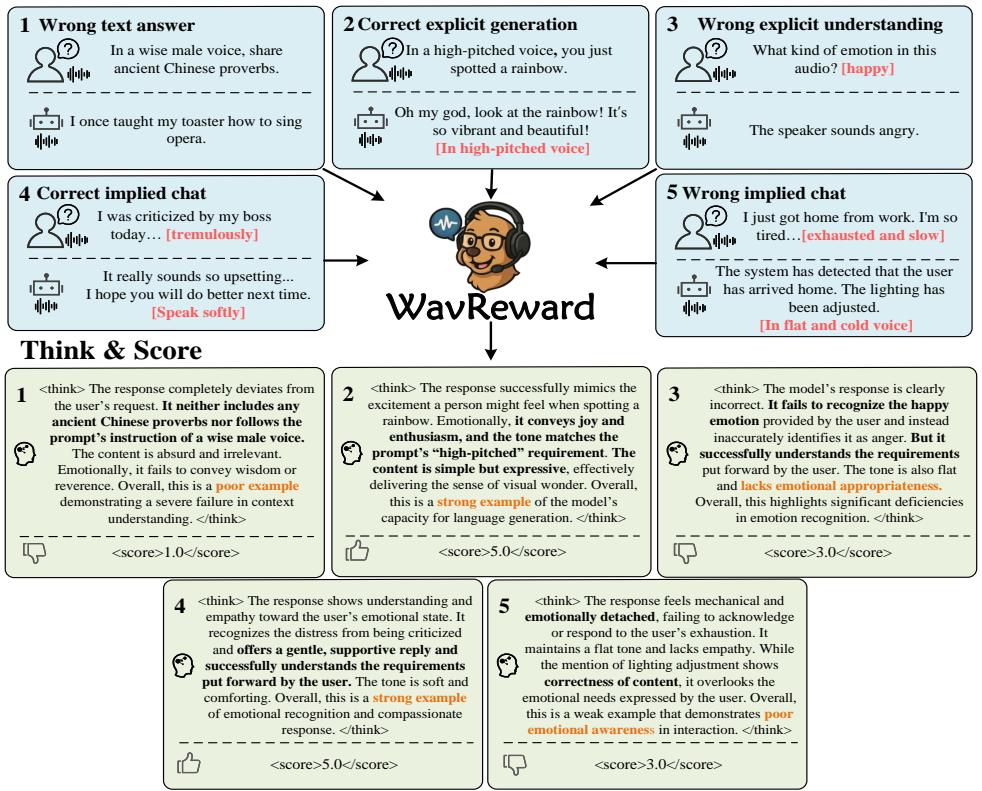 1 Wrong text answer
In a wise male voice, share
ancient Chinese proverbs.
I once taught my toaster how to sing
opera.
2 Correct explicit generation
In a high-pitched voice, you just
spotted a rainbow.
Oh my god, look at the rainbow! It's
so vibrant and beautiful!
[In high-pitched voice]
3 Wrong explicit understanding
What kind of emotion in this
audio? [happy]
The speaker sounds angry.
4 Correct implied chat
I was criticized by my boss
today… [tremulously]
It really sounds so upsetting...
I hope you will do better next time.
[Speak softly]
5 Wrong implied chat
I just got home from work. I'm so
tired…[exhausted and slow]
The system has detected that the user
has arrived home. The lighting has
been adjusted.
[In flat and cold voice]
WavReward
Think & Score
1
<think> The response completely deviates from
the user's request. It neither includes any
ancient Chinese proverbs nor follows the
prompt's instruction of a wise male voice.
The content is absurd and irrelevant.
Emotionally, it fails to convey wisdom or
reverence. Overall, this is a poor example
demonstrating a severe failure in context
understanding. </think>
<score>1.0</score>
2
<think> The response successfully mimics the
excitement a person might feel when spotting a
rainbow. Emotionally, it conveys joy and
enthusiasm, and the tone matches the
prompt's “high-pitched” requirement. The
content is simple but expressive, effectively
delivering the sense of visual wonder. Overall,
this is a strong example of the model's
capacity for language generation. </think>
<score>5.0</score>
3
<think> The model's response is clearly
incorrect. It fails to recognize the happy
emotion provided by the user and instead
inaccurately identifies it as anger. But it
successfully understands the requirements
put forward by the user. The tone is also flat
and lacks emotional appropriateness.
Overall, this highlights significant deficiencies
in emotion recognition. </think>
<score>3.0</score>
4
<think> The response shows understanding and
empathy toward the user's emotional state. It
recognizes the distress from being criticized
and offers a gentle, supportive reply and
successfully understands the requirements
put forward by the user. The tone is soft and
comforting. Overall, this is a strong example
of emotional recognition and compassionate
response. </think>
<score>5.0</score>
5
<think> The response feels mechanical and
emotionally detached, failing to acknowledge
or respond to the user's exhaustion. It
maintains a flat tone and lacks empathy. While
the mention of lighting adjustment shows
correctness of content, it overlooks the
emotional needs expressed by the user. Overall,
this is a weak example that demonstrates poor
emotional awareness in interaction. </think>
<score>3.0</score>